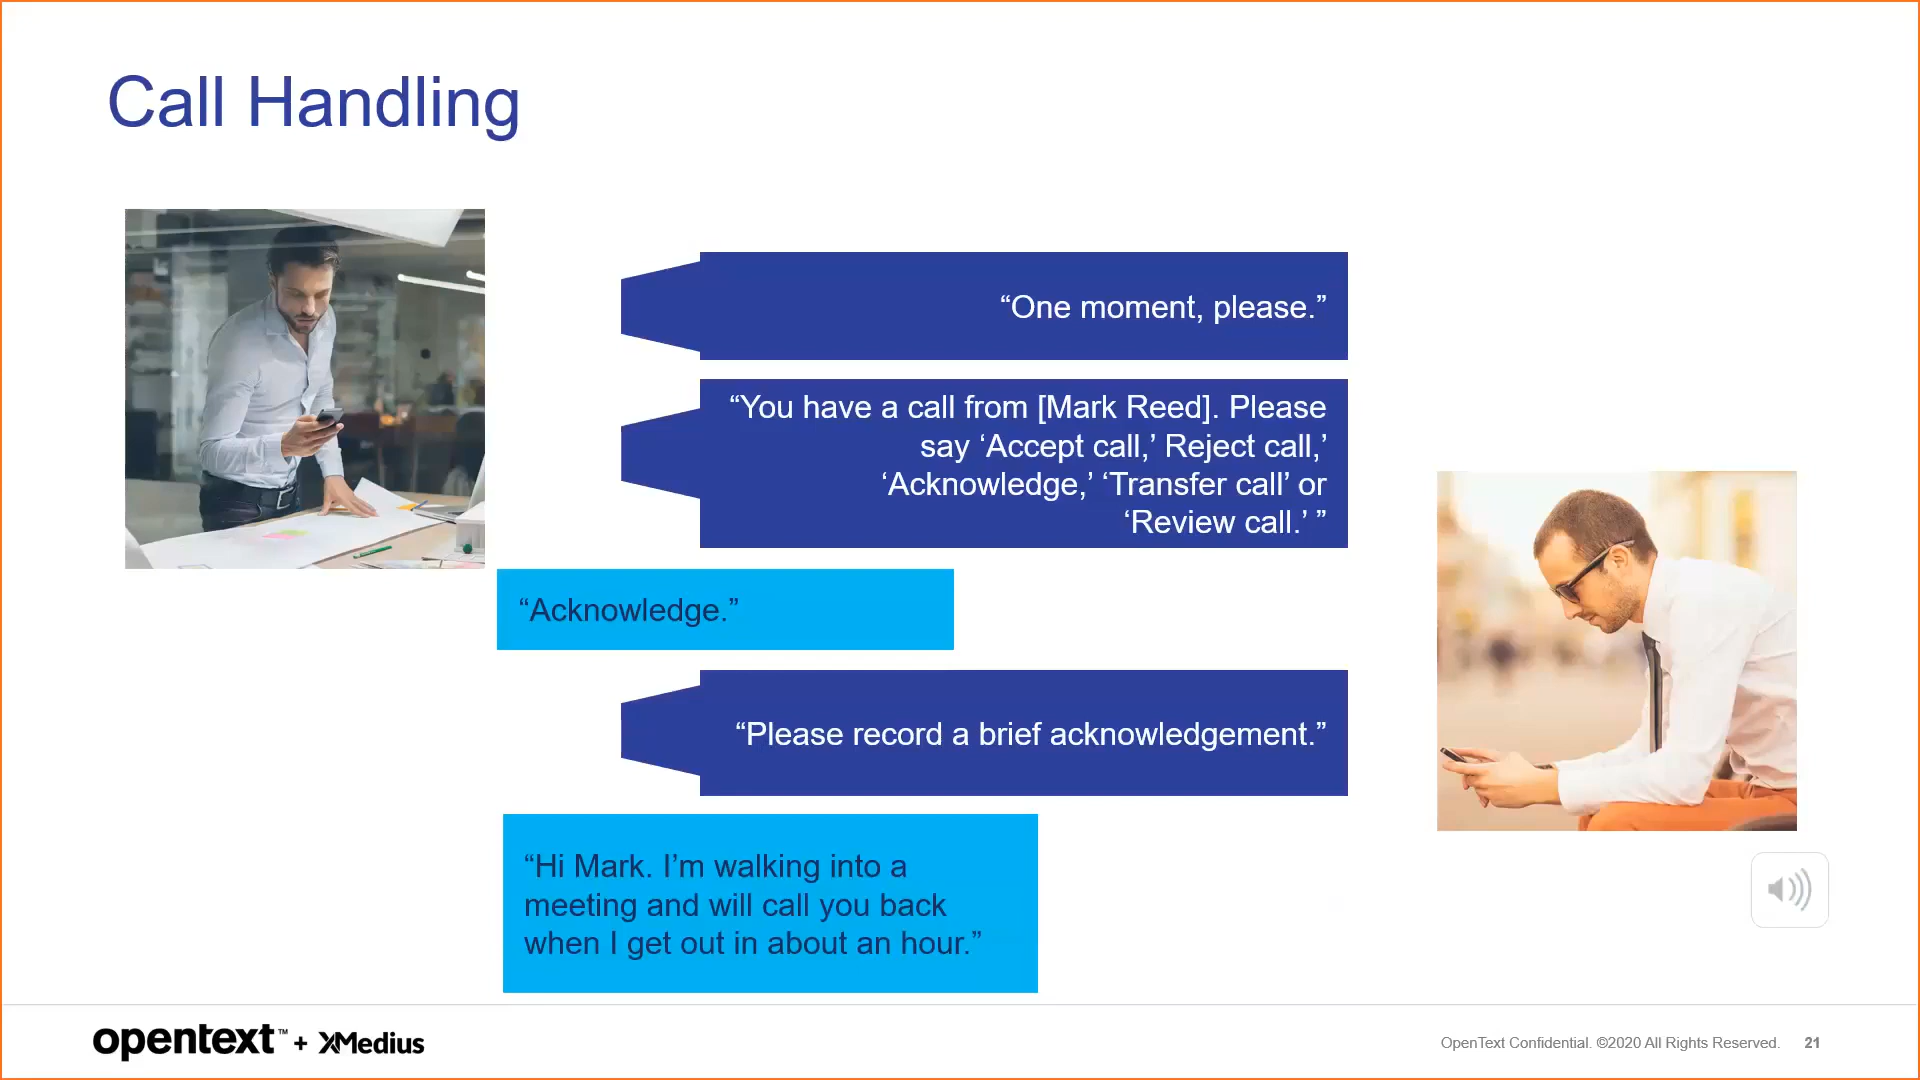 Call Handling
“One moment, please.”
“You have a call from [Mark Reed]. Please
say ‘Accept call,’ Reject call,’
‘Acknowledge,’ ‘Transfer call’ or
‘Review call.’ ”
“Acknowledge.”
“Please record a brief acknowledgement.”
“Hi Mark. I’m walking into a
meeting and will call you back
when I get out in about an hour.”
opentext™ + XMedius
OpenText Confidential. ©2020 All Rights Reserved. 21